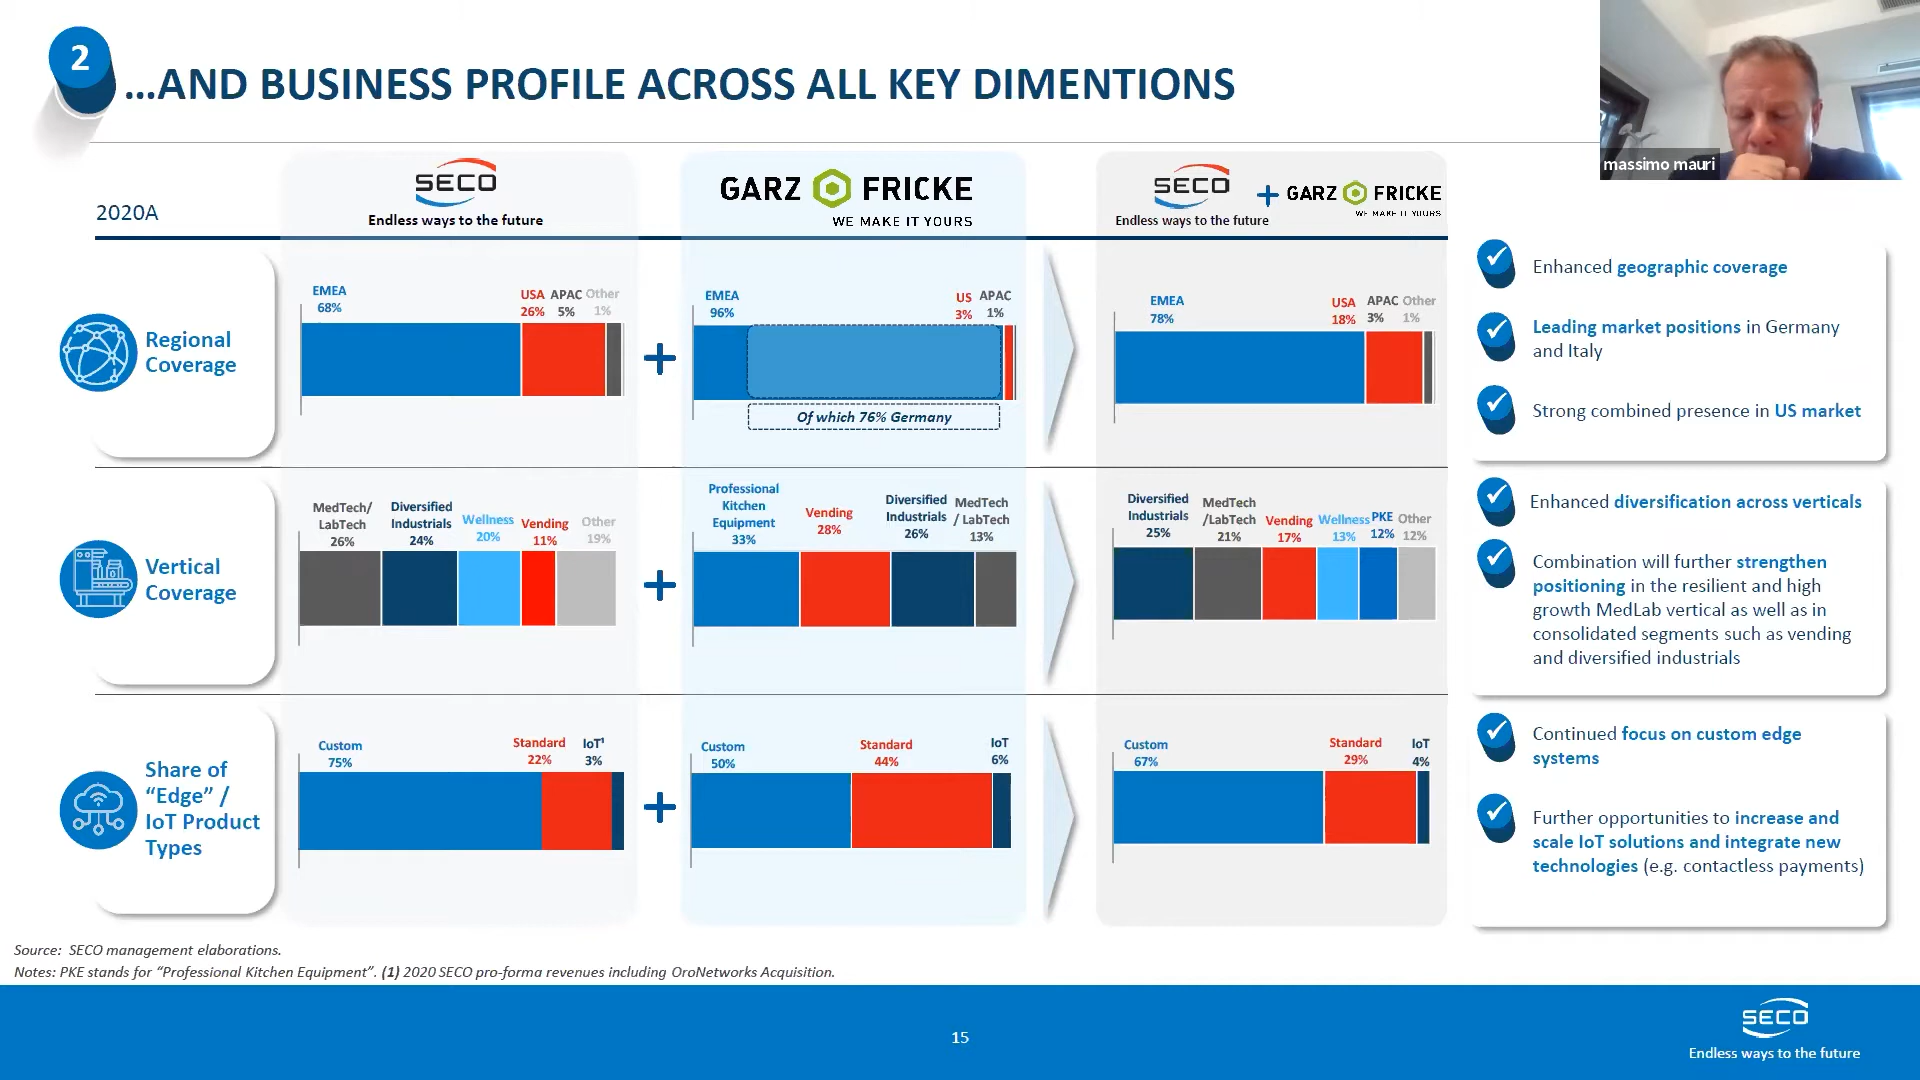 2
...AND BUSINESS PROFILE ACROSS ALL KEY DIMENTIONS
massimo mauri
2020A
SECO
Endless ways to the future
GARZ FRICKE
WE MAKE IT YOURS
SECO + GARZ FRICKE
Endless ways to the future
WE MAKE IT YOURS
Regional
Coverage
EMEA
68%
USA
26%
APAC
5%
Other
1%
+
EMEA
96%
US
3%
APAC
1%
Of which 76% Germany
EMEA
78%
USA
18%
APAC
3%
Other
1%
Enhanced geographic coverage
Leading market positions in Germany
and Italy
Strong combined presence in US market
Vertical
Coverage
MedTech/
LabTech
26%
Diversified
Industrials
24%
Wellness
20%
Vending
11%
Other
19%
+
Professional
Kitchen
Equipment
33%
Vending
28%
Diversified
Industrials
26%
MedTech
/ LabTech
13%
Diversified
Industrials
25%
MedTech
/LabTech
21%
Vending
17%
Wellness
13%
PKE
12%
Other
12%
Enhanced diversification across verticals
Combination will further strengthen
positioning in the resilient and high
growth MedLab vertical as well as in
consolidated segments such as vending
and diversified industrials
Share of
“Edge” /
IoT Product
Types
Custom
75%
Standard
22%
IoT¹
3%
+
Custom
50%
Standard
44%
IoT
6%
Custom
67%
Standard
29%
IoT
4%
Continued focus on custom edge
systems
Further opportunities to increase and
scale IoT solutions and integrate new
technologies (e.g. contactless payments)
Source: SECO management elaborations.
Notes: PKE stands for “Professional Kitchen Equipment”. (1) 2020 SECO pro-forma revenues including OroNetworks Acquisition.
15
SECO
Endless ways to the future